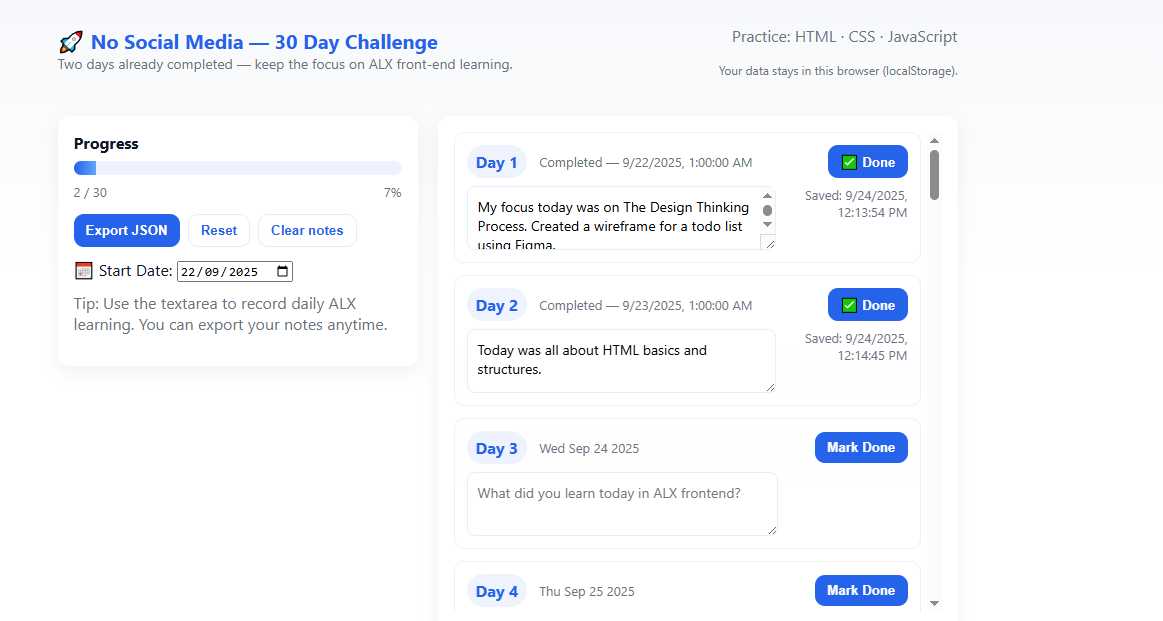 🚀 No Social Media — 30 Day Challenge
Two days already completed — keep the focus on ALX front-end learning.
Practice: HTML · CSS · JavaScript
Your data stays in this browser (localStorage).
Progress
2 / 30
7%
Export JSON
Reset
Clear notes
📅 Start Date: 22/09/2025
Tip: Use the textarea to record daily ALX
learning. You can export your notes anytime.
Day 1
Completed — 9/22/2025, 1:00:00 AM
✅ Done
My focus today was on The Design Thinking
Process. Created a wireframe for a todo list
using Figma.
Saved: 9/24/2025,
12:13:54 PM
Day 2
Completed — 9/23/2025, 1:00:00 AM
✅ Done
Today was all about HTML basics and
structures.
Saved: 9/24/2025,
12:14:45 PM
Day 3
Wed Sep 24 2025
Mark Done
What did you learn today in ALX frontend?
Day 4
Thu Sep 25 2025
Mark Done